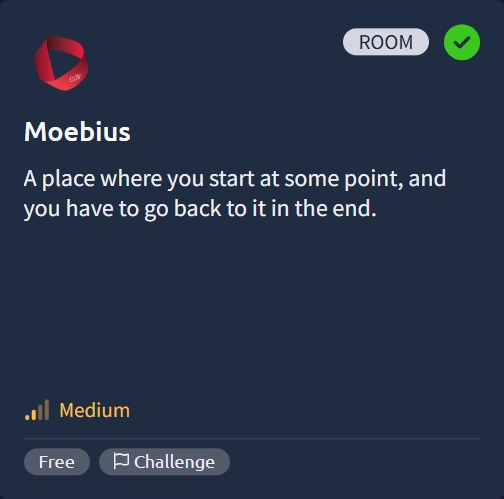 ROOM
Moebius
A place where you start at some point, and
you have to go back to it in the end.
Medium
Free
Challenge